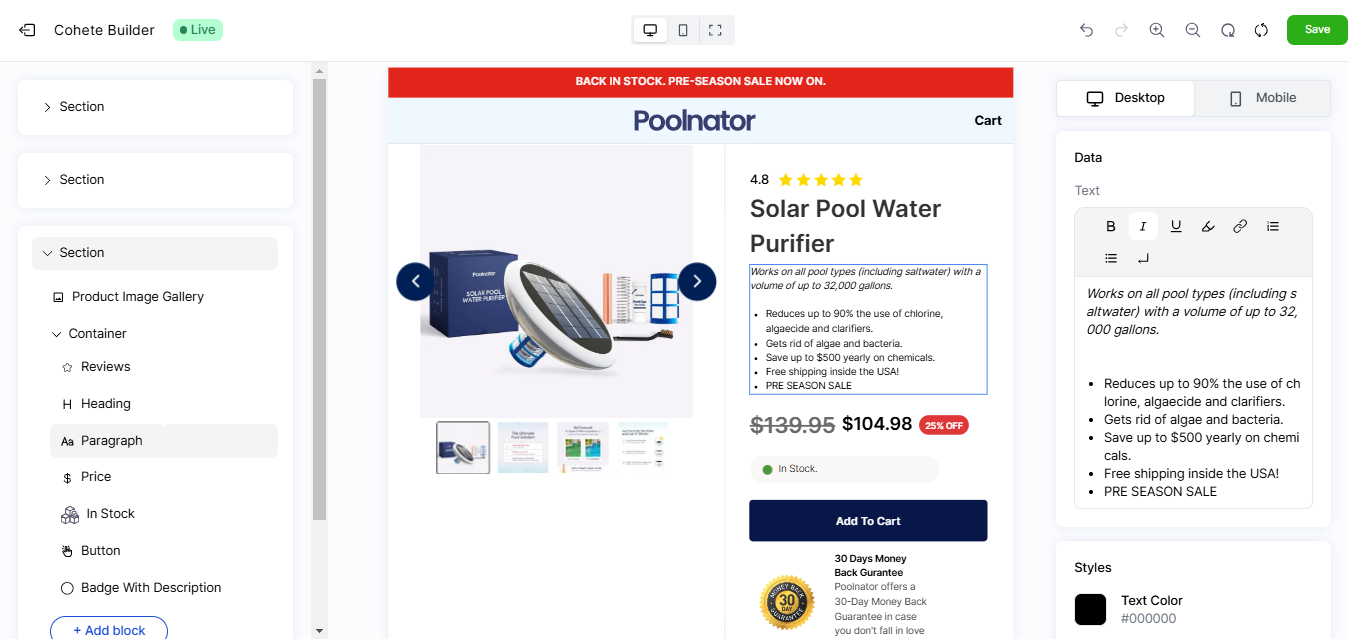 Cohete Builder
Live
Save
Section
Section
Section
Product Image Gallery
Container
Reviews
H Heading
Aa Paragraph
$ Price
In Stock
Button
Badge With Description
+ Add block
BACK IN STOCK. PRE-SEASON SALE NOW ON.
Poolnator
Cart
Poolnator
SOLAR POOL
WATER PURIFIER
4.8
Solar Pool Water
Purifier
Works on all pool types (including saltwater) with a
volume of up to 32,000 gallons.
• Reduces up to 90% the use of chlorine,
algaecide and clarifiers.
• Gets rid of algae and bacteria.
• Save up to $500 yearly on chemicals.
• Free shipping inside the USA!
• PRE SEASON SALE
$139.95 $104.98 25% OFF
In Stock.
Add To Cart
MONEY BACK
30
DAY
GUARANTEE
30 Days Money
Back Gurantee
Poolnator offers a
30-Day Money Back
Guarantee in case
you don't fall in love
Desktop
Mobile
Data
Text
B I U
Works on all pool types (including s
altwater) with a volume of up to 32,
000 gallons.
• Reduces up to 90% the use of ch
lorine, algaecide and clarifiers.
• Gets rid of algae and bacteria.
• Save up to $500 yearly on chemi
cals.
• Free shipping inside the USA!
• PRE SEASON SALE
Styles
Text Color
#000000